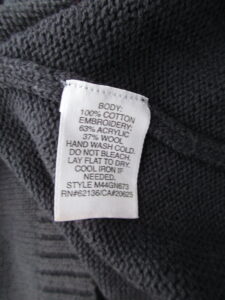 BODY:
100% COTTON
EMBROIDERY:
63% ACRYLIC
37% WOOL
HAND WASH COLD.
DO NOT BLEACH.
LAY FLAT TO DRY.
COOL IRON IF
NEEDED.
STYLE M44GN673
RN#62136/CA#20625